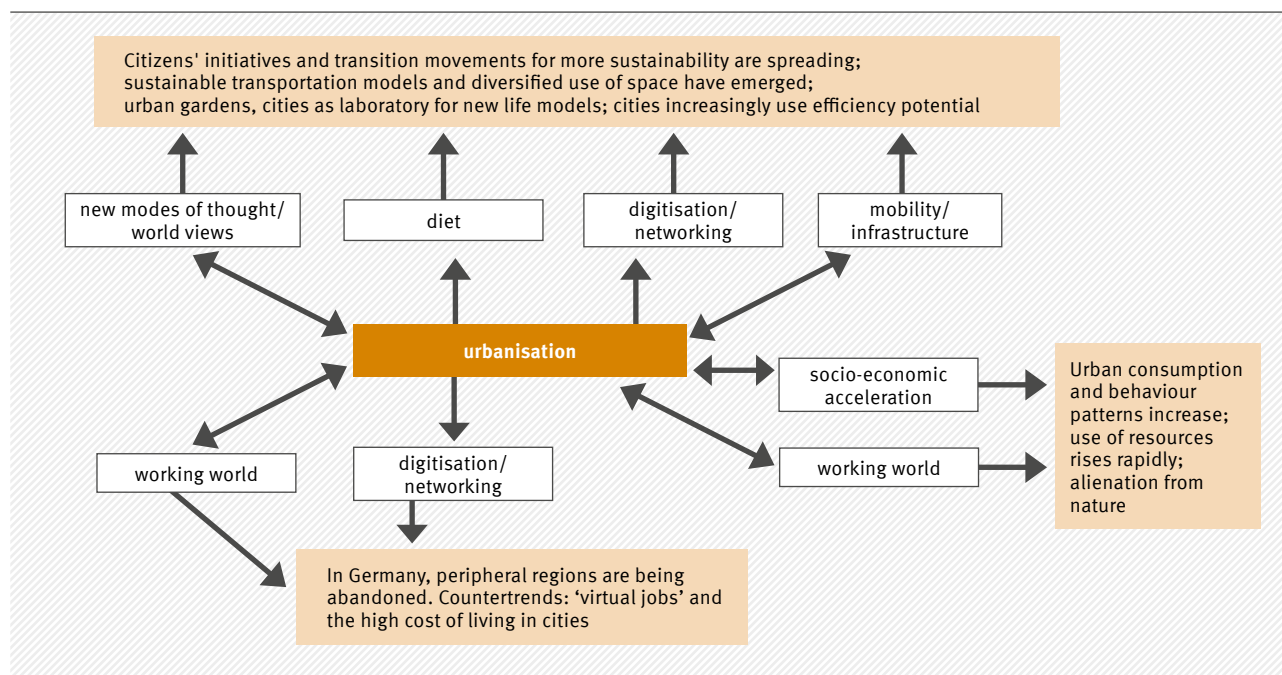 Citizens' initiatives and transition movements for more sustainability are spreading;
sustainable transportation models and diversified use of space have emerged;
urban gardens, cities as laboratory for new life models; cities increasingly use efficiency potential
new modes of thought/
world views
diet
digitisation/
networking
mobility/
infrastructure
urbanisation
socio-economic
acceleration
Urban consumption
and behaviour
patterns increase;
use of resources
rises rapidly;
alienation from
nature
working world
digitisation/
networking
working world
In Germany, peripheral regions are being
abandoned. Countertrends: ‘virtual jobs’ and
the high cost of living in cities